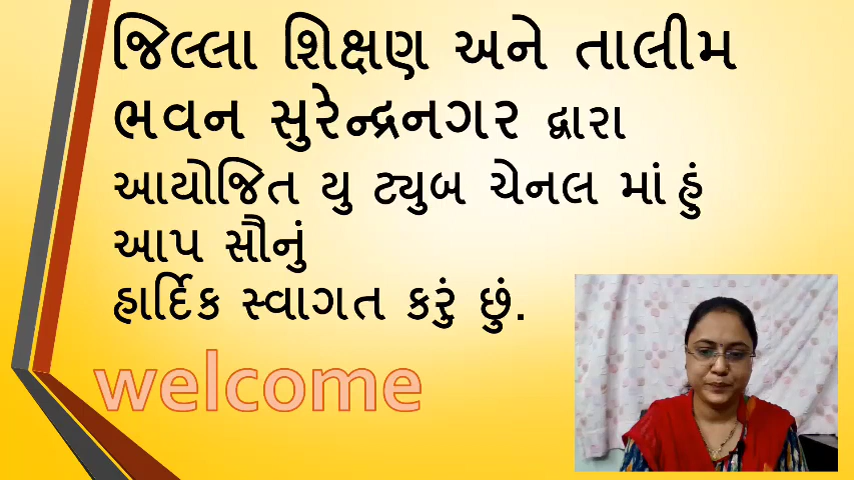 જિલ્લા શિક્ષણ અને તાલીમ
ભવન સુરેન્દ્રનગર દ્વારા
આયોજિત યુ ટ્યુબ ચેનલ માં હું
આપ સૌનું
હાર્દિક સ્વાગત કરું છું.
welcome